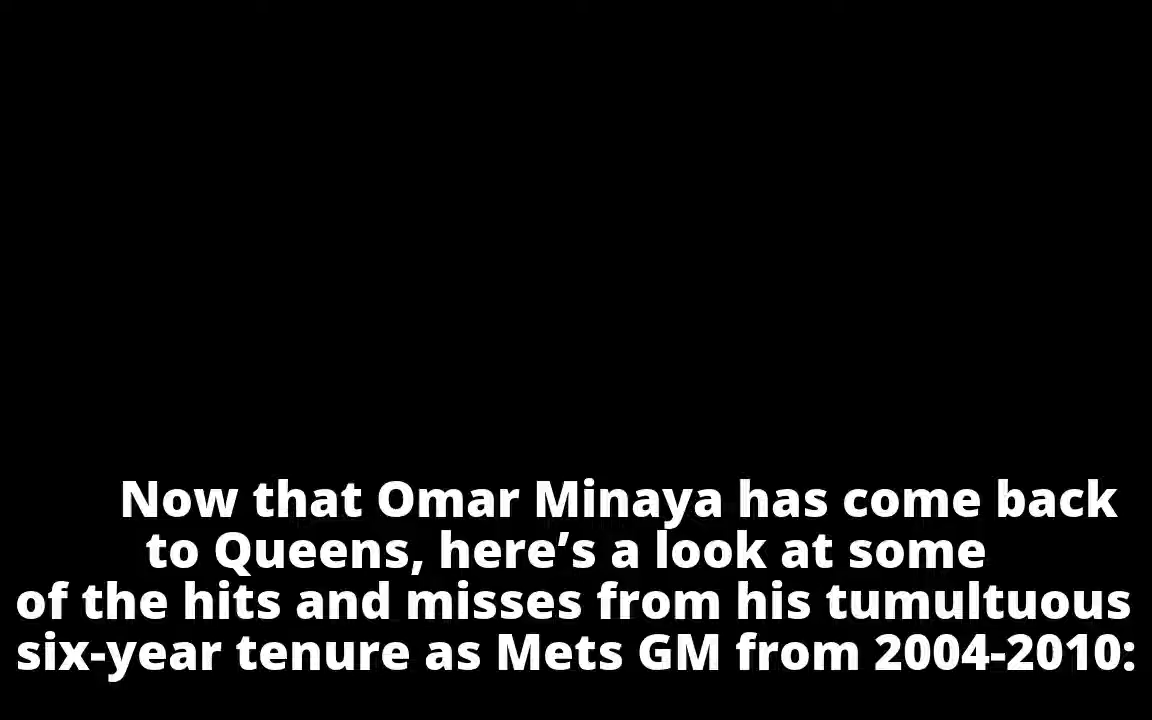 Now that Omar Minaya has come back
to Queens, here’s a look at some
of the hits and misses from his tumultuous
six-year tenure as Mets GM from 2004-2010: